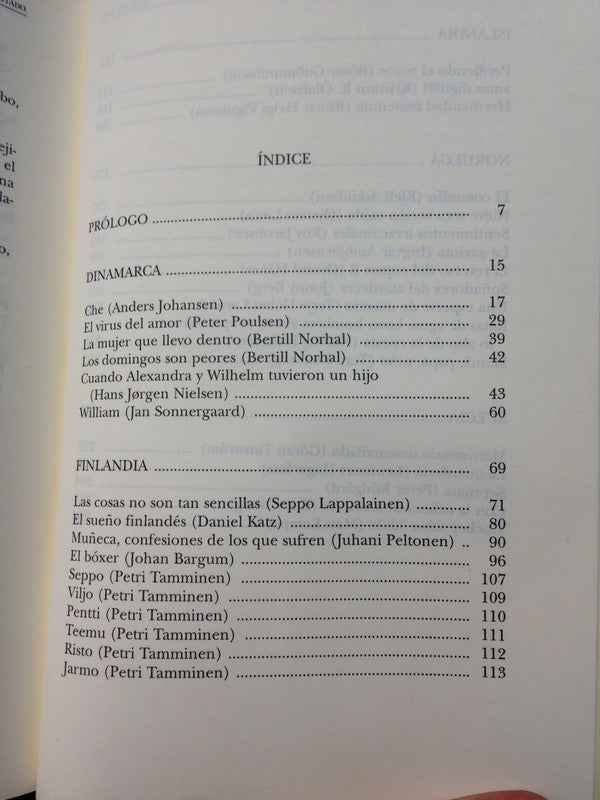 ÍNDICE
PRÓLOGO ........ 7
DINAMARCA ........ 15
Che (Anders Johansen) ........ 17
El virus del amor (Peter Poulsen) ........ 29
La mujer que llevo dentro (Bertill Norhal) ........ 39
Los domingos son peores (Bertill Norhal) ........ 42
Cuando Alexandra y Wilhelm tuvieron un hijo
(Hans Jørgen Nielsen) ........ 43
William (Jan Sonnergaard) ........ 60
FINLANDIA ........ 69
Las cosas no son tan sencillas (Seppo Lappalainen) ........ 71
El sueño finlandés (Daniel Katz) ........ 80
Muñeca, confesiones de los que sufren (Juhani Peltonen) .. 90
El bóxer (Johan Bargum) ........ 96
Seppo (Petri Tamminen) ........ 107
Viljo (Petri Tamminen) ........ 109
Pentti (Petri Tamminen) ........ 110
Teemu (Petri Tamminen) ........ 111
Risto (Petri Tamminen) ........ 112
Jarmo (Petri Tamminen) ........ 113